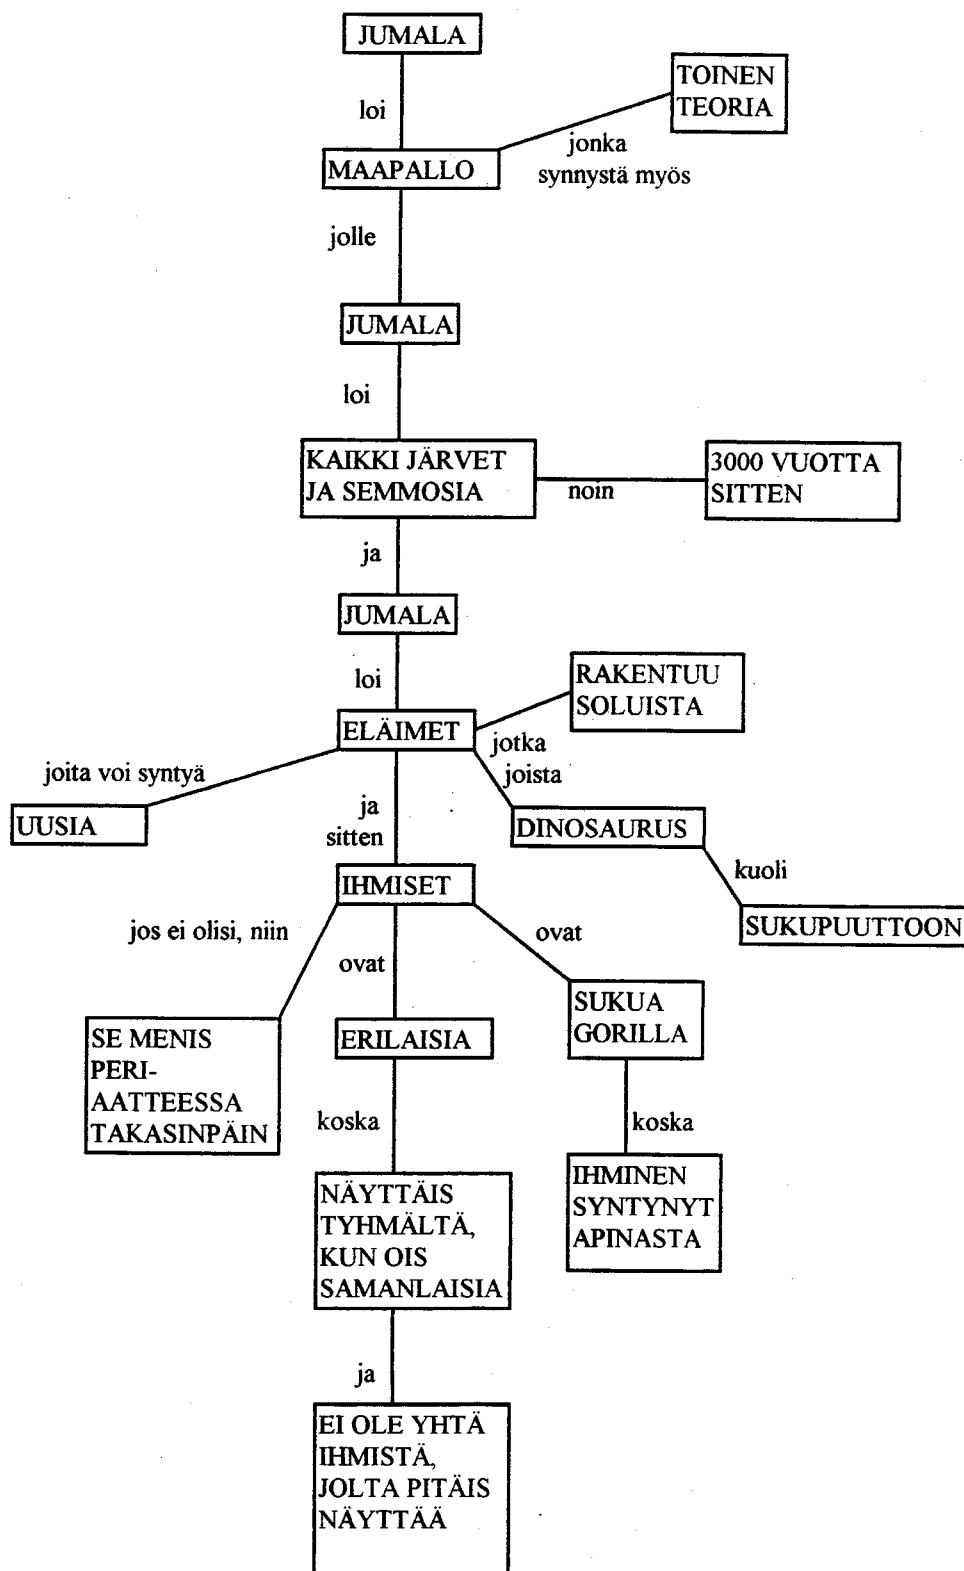 JUMALA
loi
TOINEN
TEORIA
MAAPALLO
jonka
synnystä myös
jolle
JUMALA
loi
KAIKKI JÄRVET
JA SEMMOSIA
noin
3000 VUOTTA
SITTEN
ja
JUMALA
loi
RAKENTUU
SOLUISTA
ELÄIMET
jotka
joista
joita voi syntyä
UUSIA
ja
sitten
DINOSAURUS
IHMISET
kuoli
SUKUPUUTTOON
jos ei olisi, niin
ovat
ovat
SUKUA
GORILLA
SE MENIS
PERI-
AATTEESSA
TAKASINPÄIN
ERILAISIA
koska
koska
NÄYTTÄIS
TYHMÄLTÄ,
KUN OIS
SAMANLAISIA
IHMINEN
SYNTYNYT
APINASTA
ja
EI OLE YHTÄ
IHMISTÄ,
JOLTA PITÄIS
NÄYTTÄÄ